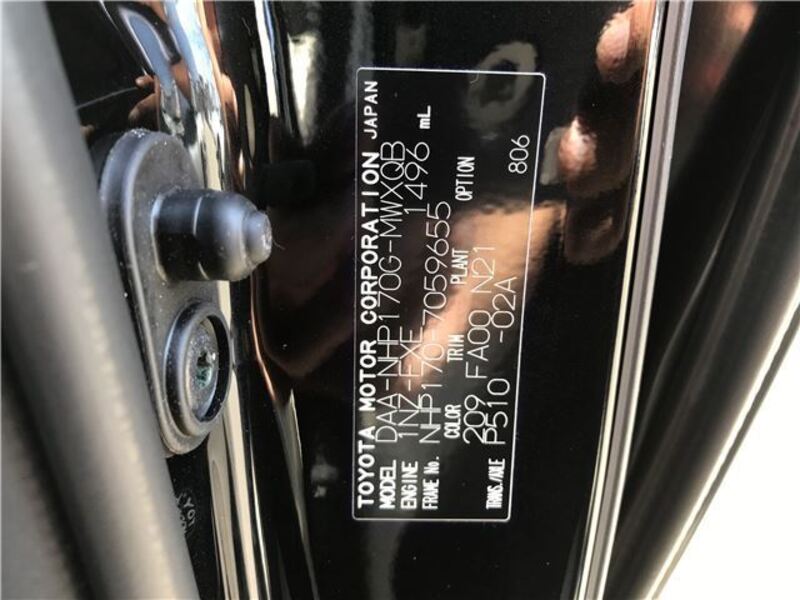 TOYOTA MOTOR CORPORATION JAPAN
MODEL DAA-NHP170G-MWXQB
ENGINE 1NZ-FXE 1496 mL
FRAME No. NHP170-7059655
COLOR TRIM PLANT OPTION
209 FA00 N21
TRANS./AXLE P510 -02A
806